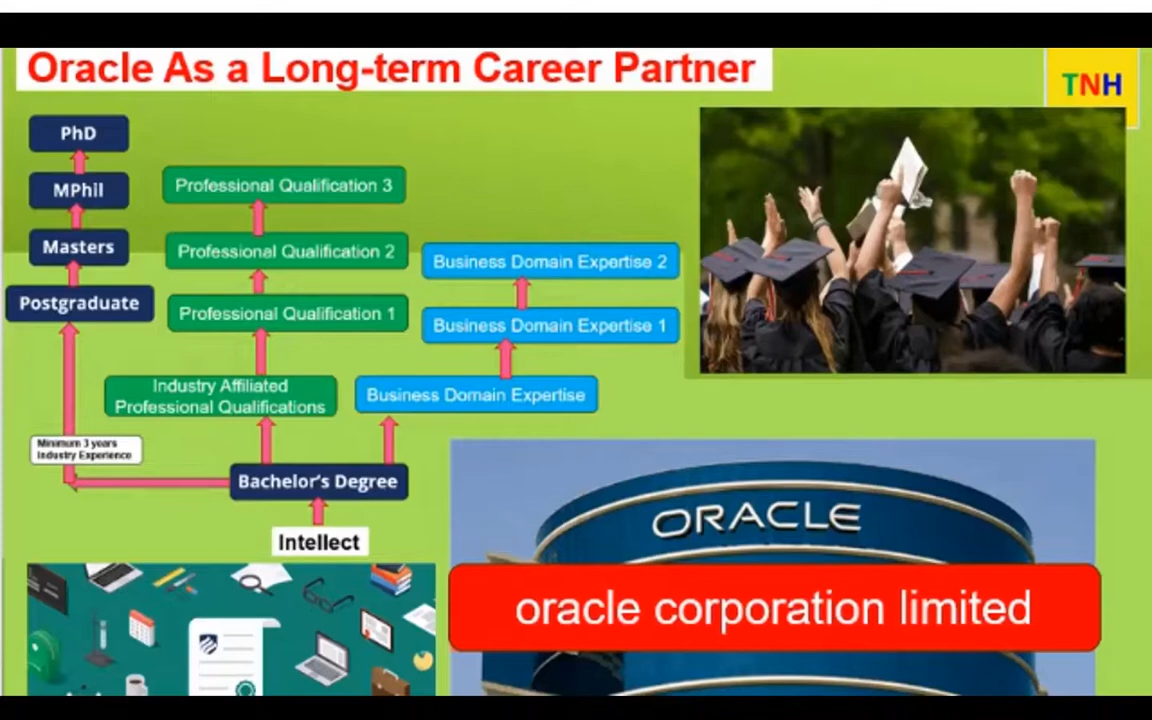 Oracle As a Long-term Career Partner
TNH
PhD
MPhil
Masters
Postgraduate
Professional Qualification 3
Professional Qualification 2
Professional Qualification 1
Industry Affiliated
Professional Qualifications
Business Domain Expertise 2
Business Domain Expertise 1
Business Domain Expertise
Minimum 3 years
Industry Experience
Bachelor's Degree
Intellect
ORACLE
oracle corporation limited